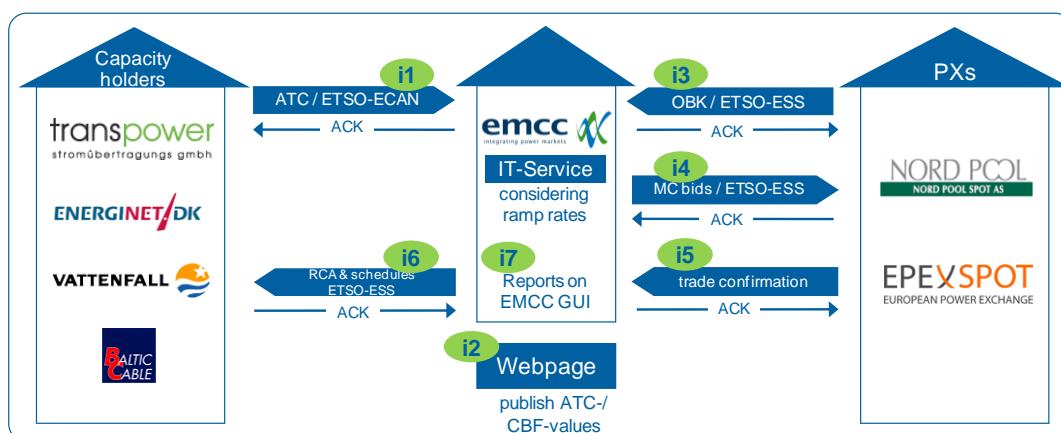 Capacity
holders
transpower
stromübertragungs gmbh
ENERGINET/DK
VATTENFALL
BALTIC
CABLE
i1
ATC / ETSO-ECAN
ACK
i6
RCA & schedules
ETSO-ESS
ACK
emcc
integrating power markets
IT-Service
considering
ramp rates
i7
Reports on
EMCC GUI
i2
Webpage
publish ATC-/
CBF-values
i3
OBK / ETSO-ESS
ACK
i4
MC bids / ETSO-ESS
ACK
i5
trade confirmation
ACK
PXs
NORD POOL
NORD POOL SPOT AS
EPEXSPOT
EUROPEAN POWER EXCHANGE